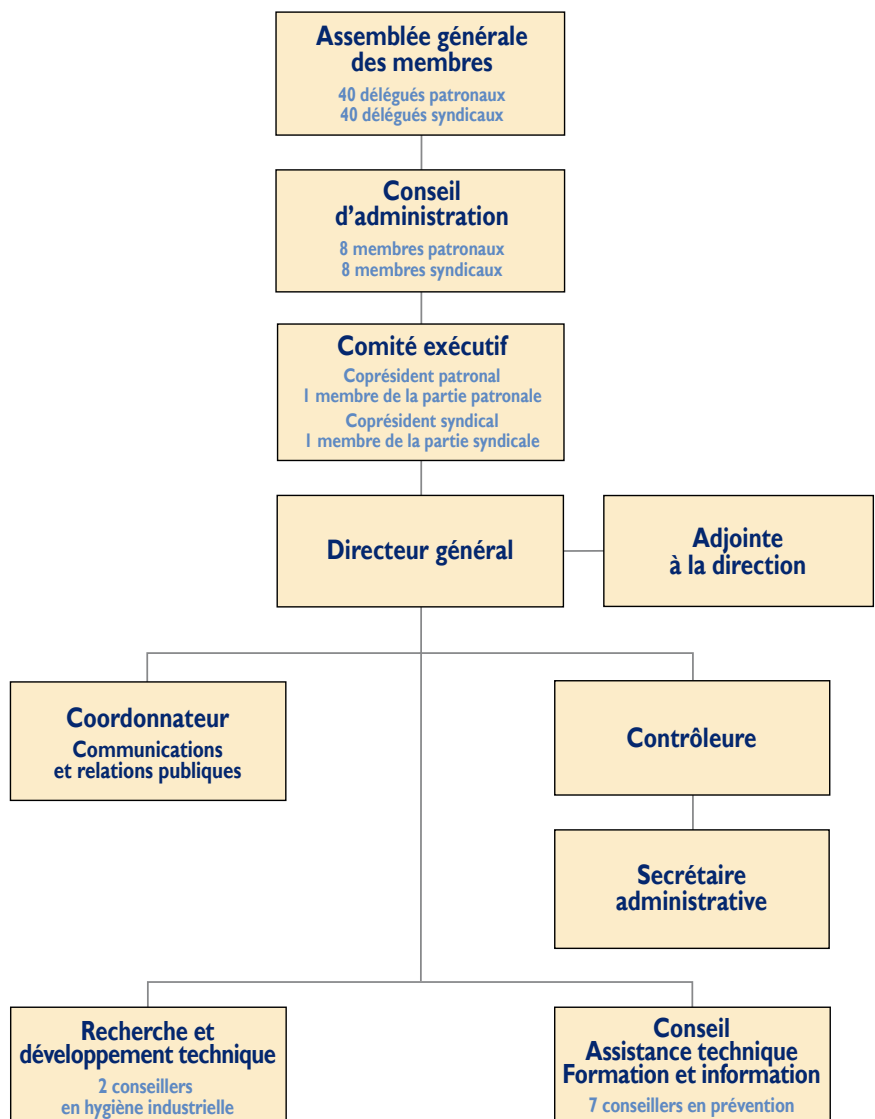 Assemblée générale
des membres
40 délégués patronaux
40 délégués syndicaux
Conseil
d'administration
8 membres patronaux
8 membres syndicaux
Comité exécutif
Coprésident patronal
1 membre de la partie patronale
Coprésident syndical
1 membre de la partie syndicale
Directeur général
Adjointe
à la direction
Coordonnateur
Communications
et relations publiques
Contrôleure
Secrétaire
administrative
Recherche et
développement technique
2 conseillers
en hygiène industrielle
Conseil
Assistance technique
Formation et information
7 conseillers en prévention